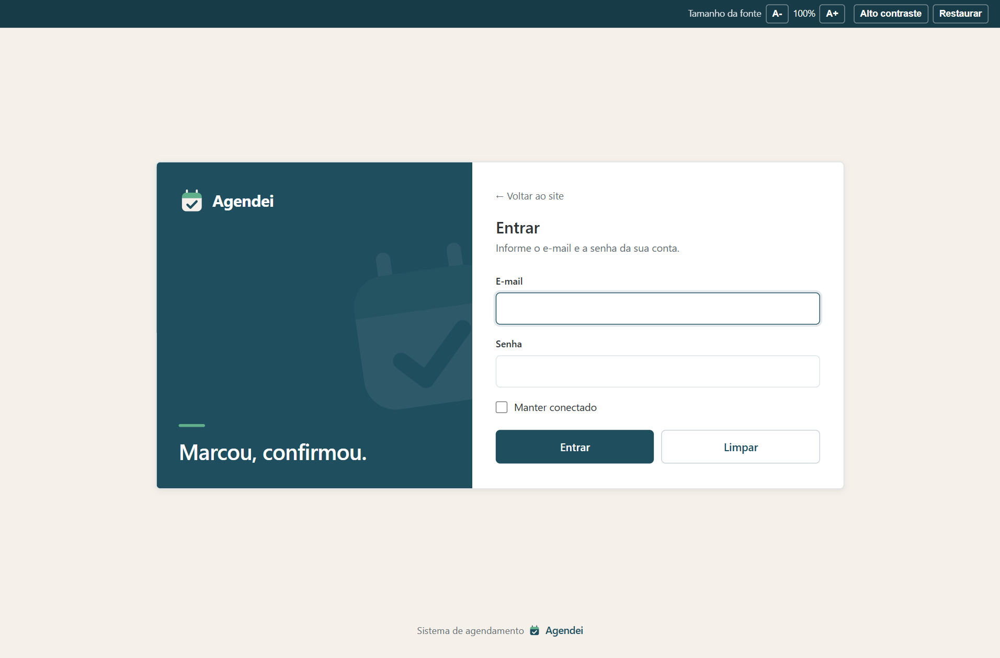 Tamanho da fonte A- 100% A+ Alto contraste Restaurar
Agendei
Marcou, confirmou.
← Voltar ao site
Entrar
Informe o e-mail e a senha da sua conta.
E-mail
Senha
Manter conectado
Entrar Limpar
Sistema de agendamento Agendei